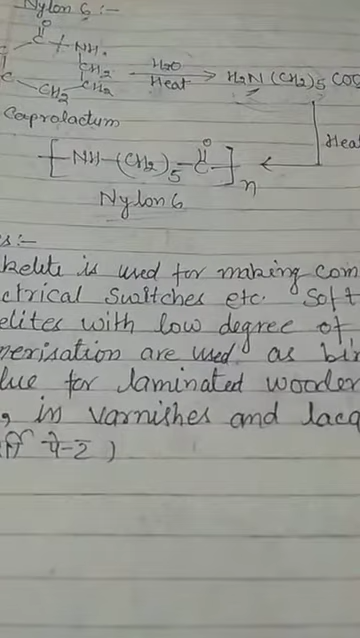 Nylon 6 :-
O
C NH.
CH2
C CH2 CH2 H2O Heat H2N (CH2)5 COO
Caprolactum
Heat
O
[ NH-(CH2)5-C ]n
Nylon 6
s :-
kelite is used for making com
ctrical switches etc. Soft
elites with low degree of
merisation are used as bin
lue for laminated wooden
, in varnishes and lacq